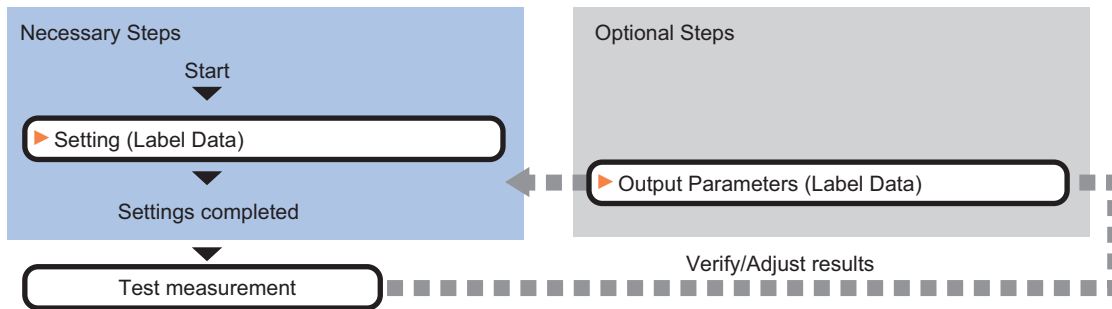 Necessary Steps
Start
Setting (Label Data)
Settings completed
Test measurement
Optional Steps
Output Parameters (Label Data)
Verify/Adjust results